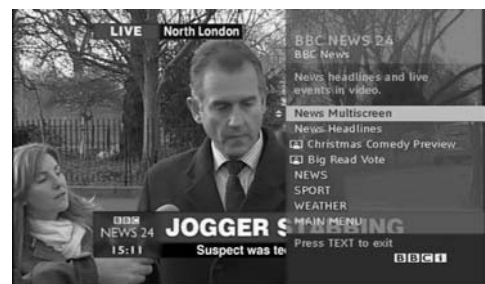 LIVE North London
BBC NEWS 24
BBC News
News headlines and live
events in video.
News Multiscreen
News Headlines
Christmas Comedy Preview
Big Read Vote
NEWS
SPORT
WEATHER
MAIN MENU
Press TEXT to exit
BBCi
BBC
NEWS 24
15:11
JOGGER STABBING
Suspect was